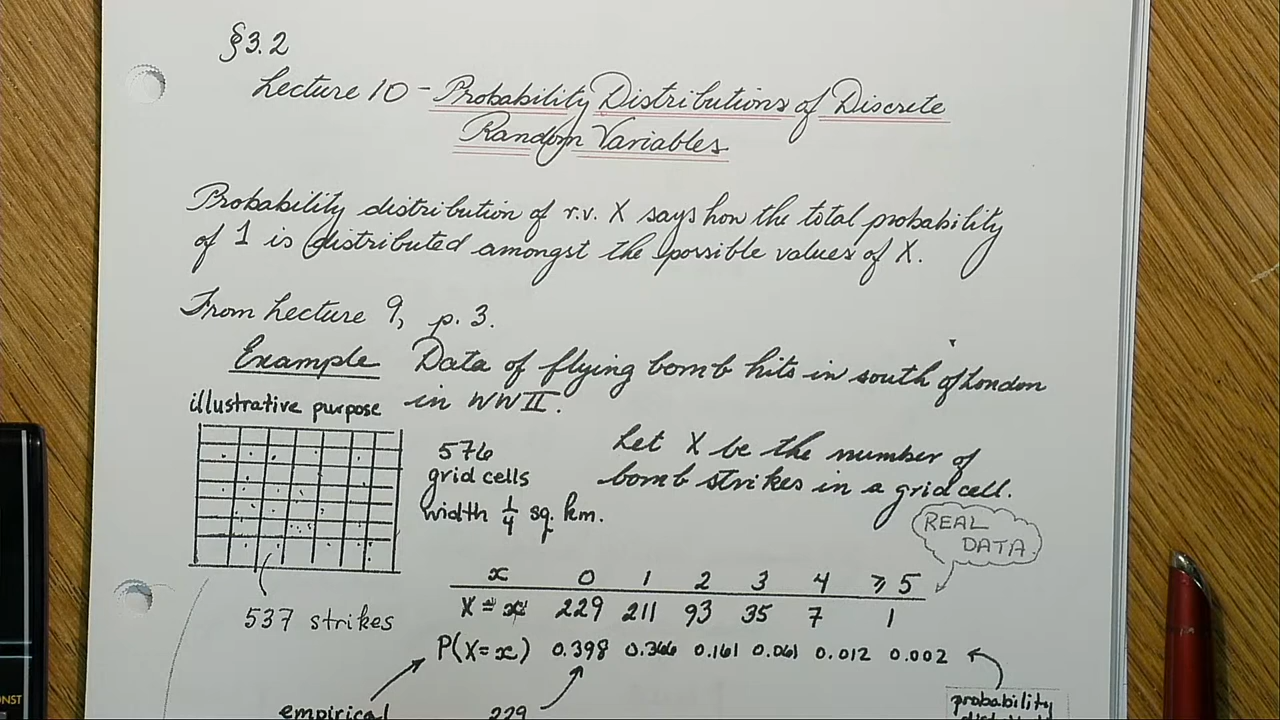 §3.2
Lecture 10 - Probability Distributions of Discrete
Random Variables
Probability distribution of r.v. X says how the total probability
of 1 is distributed amongst the possible values of X.
From Lecture 9, p. 3.
Example Data of flying bomb hits in south of London
in WWII.
illustrative purpose
576
grid cells
width 1/4 sq. km.
Let X be the number of
bomb strikes in a grid cell.
REAL
DATA
537 strikes
x 0 1 2 3 4 ≥ 5
X = x 229 211 93 35 7 1
P(X=x) 0.398 0.366 0.161 0.061 0.012 0.002
empirical
229
probability
NST